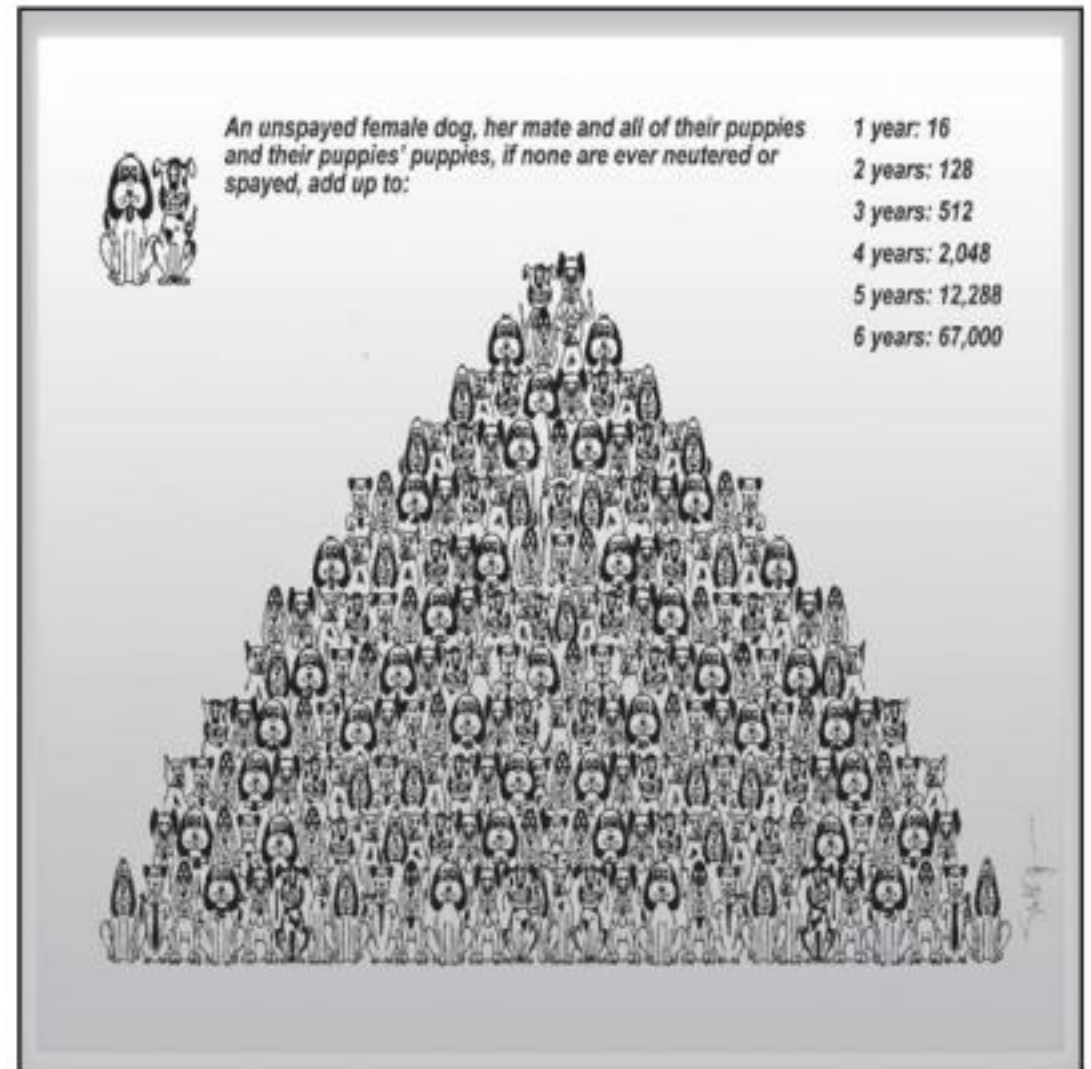 An unspayed female dog, her mate and all of their puppies
and their puppies' puppies, if none are ever neutered or
spayed, add up to:
1 year: 16
2 years: 128
3 years: 512
4 years: 2,048
5 years: 12,288
6 years: 67,000